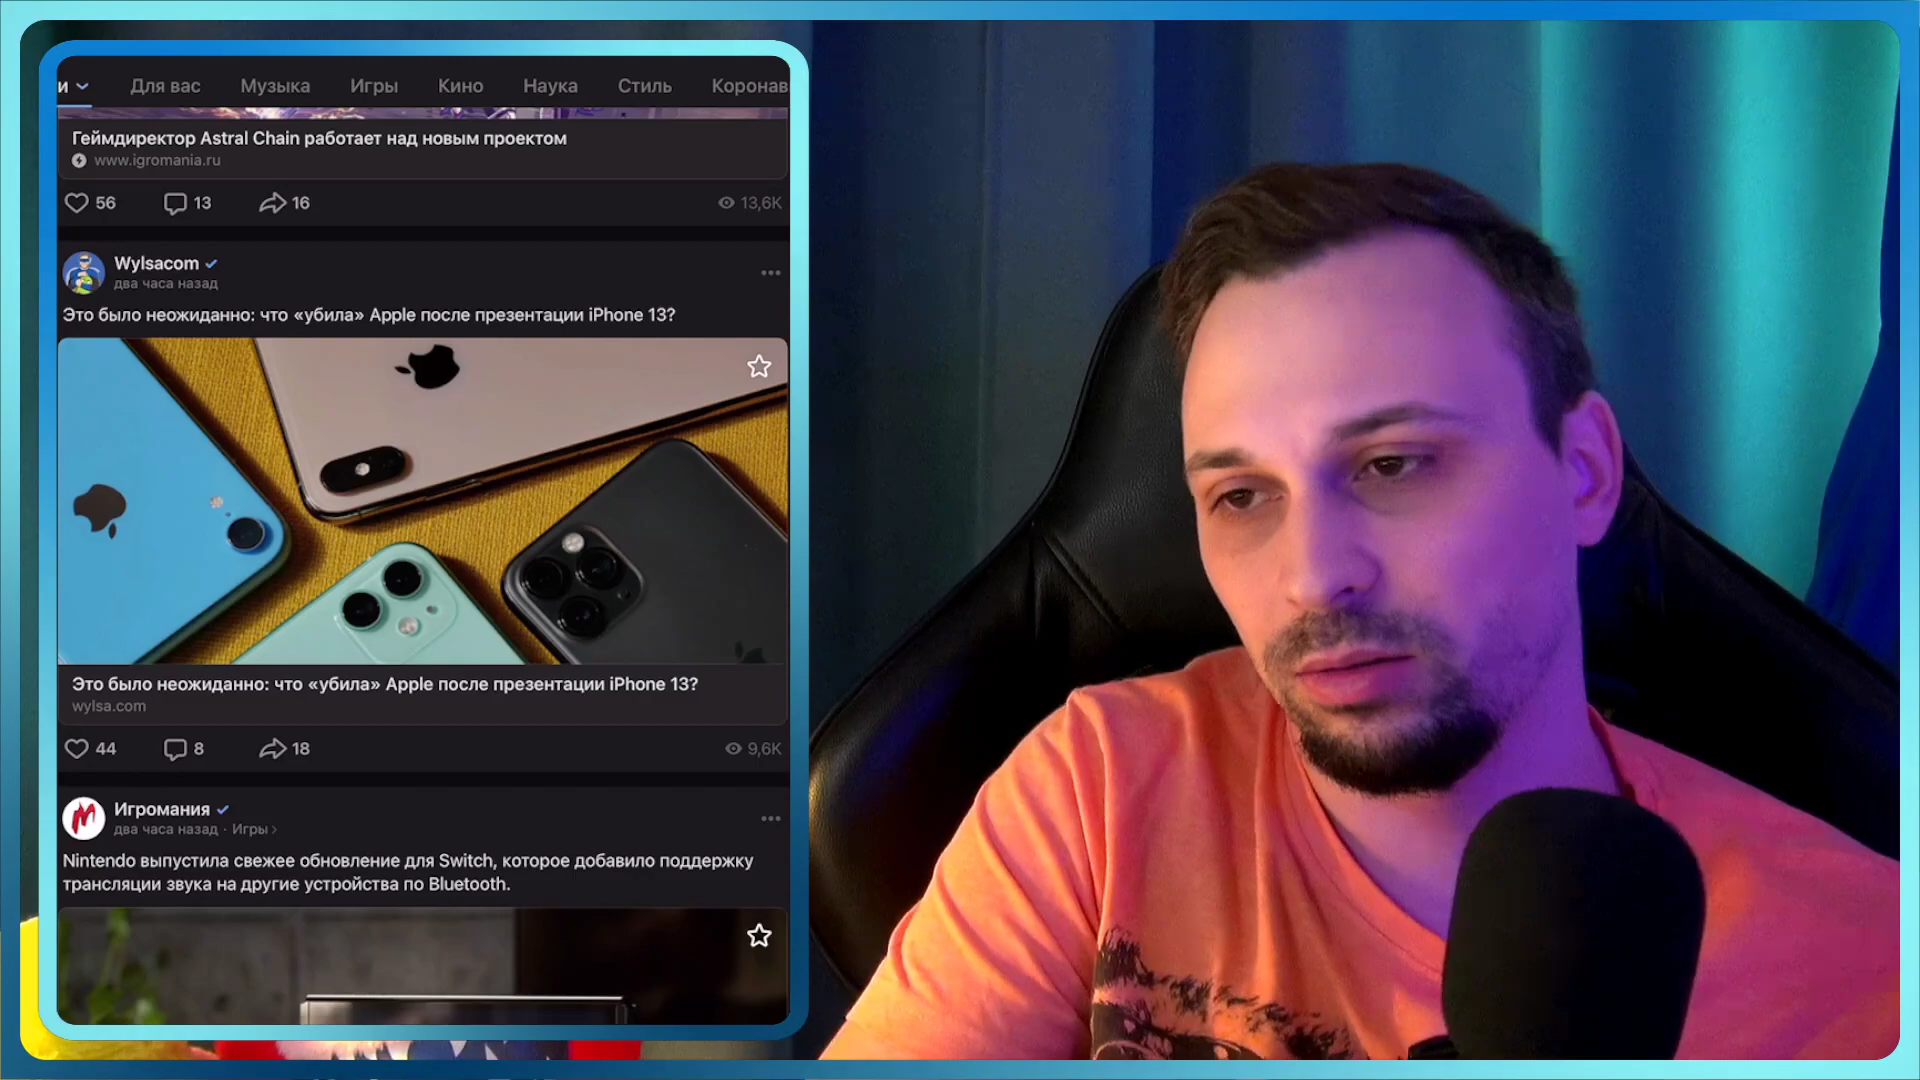 и Для вас Музыка Игры Кино Наука Стиль Коронав
Геймдиректор Astral Chain работает над новым проектом
www.igromania.ru
56 13 16 13,6K
Wylsacom
два часа назад
Это было неожиданно: что «убила» Apple после презентации iPhone 13?
Это было неожиданно: что «убила» Apple после презентации iPhone 13?
wylsa.com
44 8 18 9,6K
Игромания
два часа назад · Игры
Nintendo выпустила свежее обновление для Switch, которое добавило поддержку
трансляции звука на другие устройства по Bluetooth.